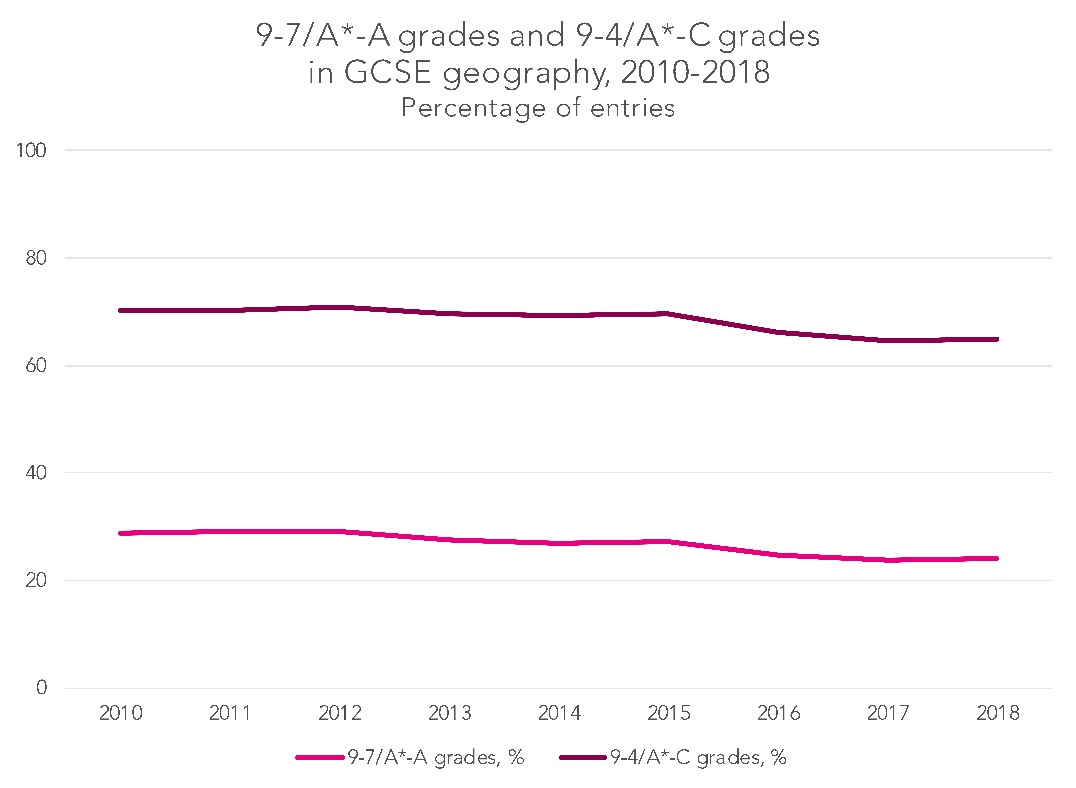 9-7/A*-A grades and 9-4/A*-C grades
in GCSE geography, 2010-2018
Percentage of entries
100
80
60
40
20
0
2010 2011 2012 2013 2014 2015 2016 2017 2018
9-7/A*-A grades, % 9-4/A*-C grades, %